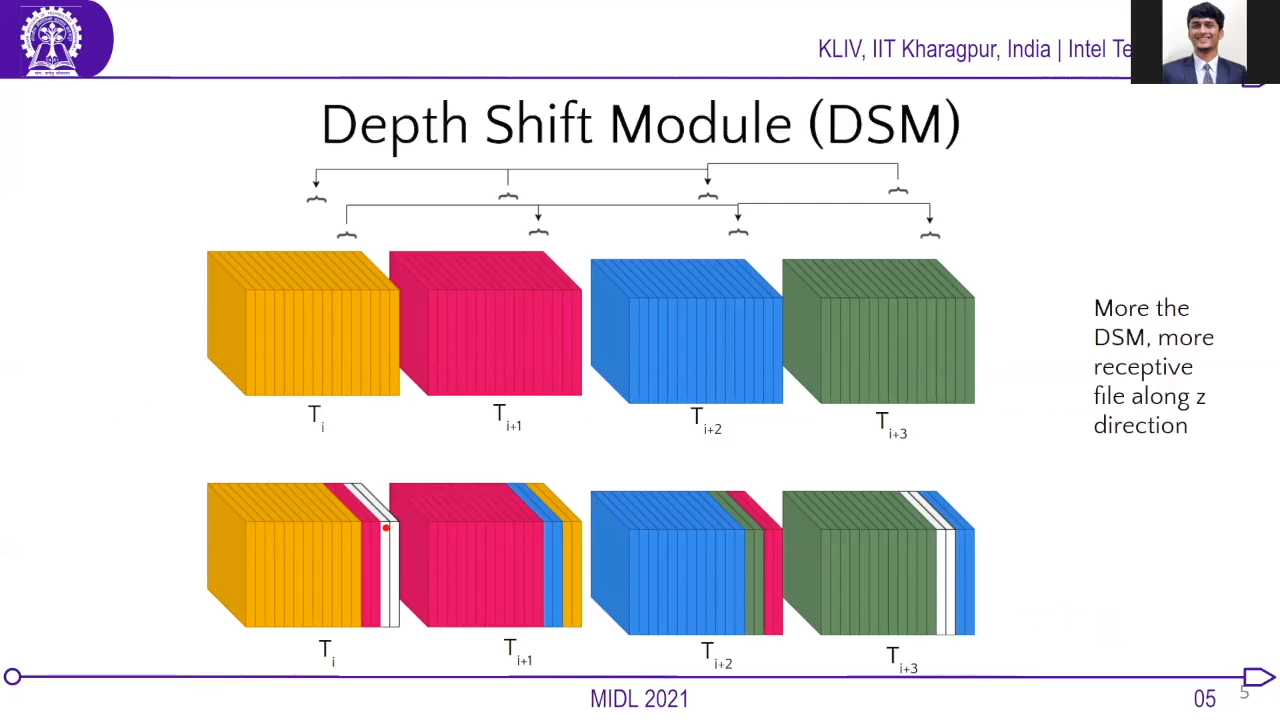 KLIV, IIT Kharagpur, India | Intel Te
Depth Shift Module (DSM)
More the
DSM, more
receptive
file along z
direction
T i
T i+1
T i+2
T i+3
T i
T i+1
T i+2
T i+3
MIDL 2021
05
5